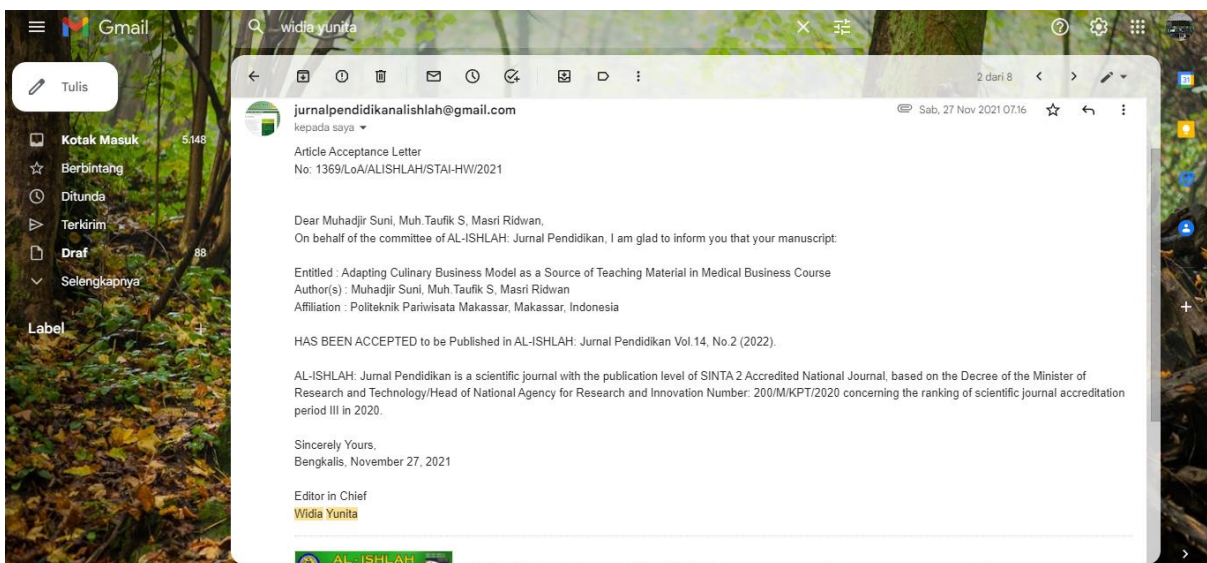 Gmail
widia yunita
Tulis
2 dari 8
Kotak Masuk 5.148
Berbintang
Ditunda
Terkirim
Draf 88
Selengkapnya
Label
jurnalpendidikanalishlah@gmail.com
Sab, 27 Nov 2021 07.16
kepada saya
Article Acceptance Letter
No: 1369/LoA/ALISHLAH/STAI-HW/2021
Dear Muhadjir Suni, Muh.Taufik S, Masri Ridwan,
On behalf of the committee of AL-ISHLAH: Jurnal Pendidikan, I am glad to inform you that your manuscript:
Entitled : Adapting Culinary Business Model as a Source of Teaching Material in Medical Business Course
Author(s) : Muhadjir Suni, Muh.Taufik S, Masri Ridwan
Affiliation : Politeknik Pariwisata Makassar, Makassar, Indonesia
HAS BEEN ACCEPTED to be Published in AL-ISHLAH: Jurnal Pendidikan Vol.14, No.2 (2022).
AL-ISHLAH: Jurnal Pendidikan is a scientific journal with the publication level of SINTA 2 Accredited National Journal, based on the Decree of the Minister of
Research and Technology/Head of National Agency for Research and Innovation Number: 200/M/KPT/2020 concerning the ranking of scientific journal accreditation
period III in 2020.
Sincerely Yours,
Bengkalis, November 27, 2021
Editor in Chief
Widia Yunita
AL - ISHLAH
31